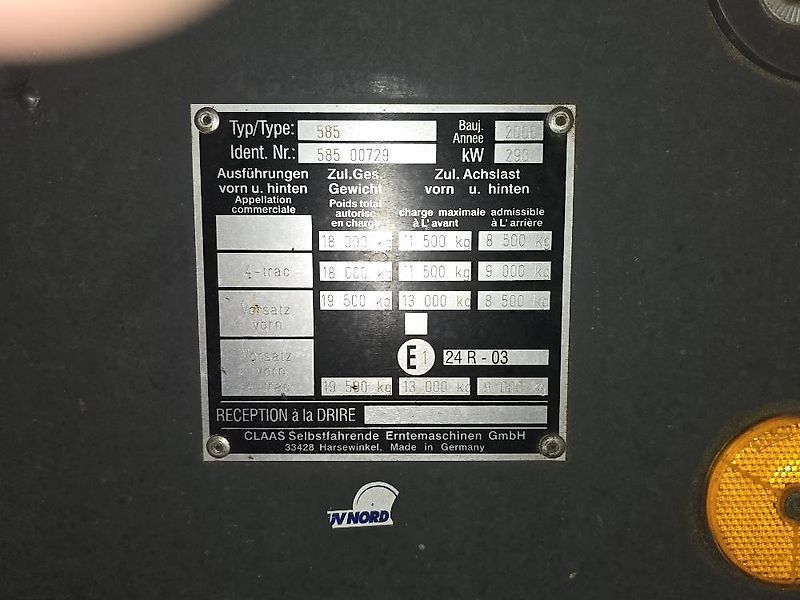 Typ/Type: 585 Bauj. Annee
Ident. Nr.: 585 00729 kW 290
Ausführungen Zul.Ges. Zul. Achslast
vorn u. hinten Gewicht vorn u. hinten
Appellation commerciale Poids total autorise en charge charge maximale admissible à L'avant à L'arrière
18 000 kg 11 500 kg 8 500 kg
4-trac 18 000 kg 11 500 kg 9 000 kg
Vorsatz vorn 19 500 kg 13 000 kg 8 500 kg
E 1 24 R - 03
Vorsatz vorn 4-trac 19 500 kg 13 000 kg 9 000 kg
RECEPTION à la DRIRE
CLAAS Selbstfahrende Erntemaschinen GmbH
33428 Harsewinkel, Made in Germany
NORD